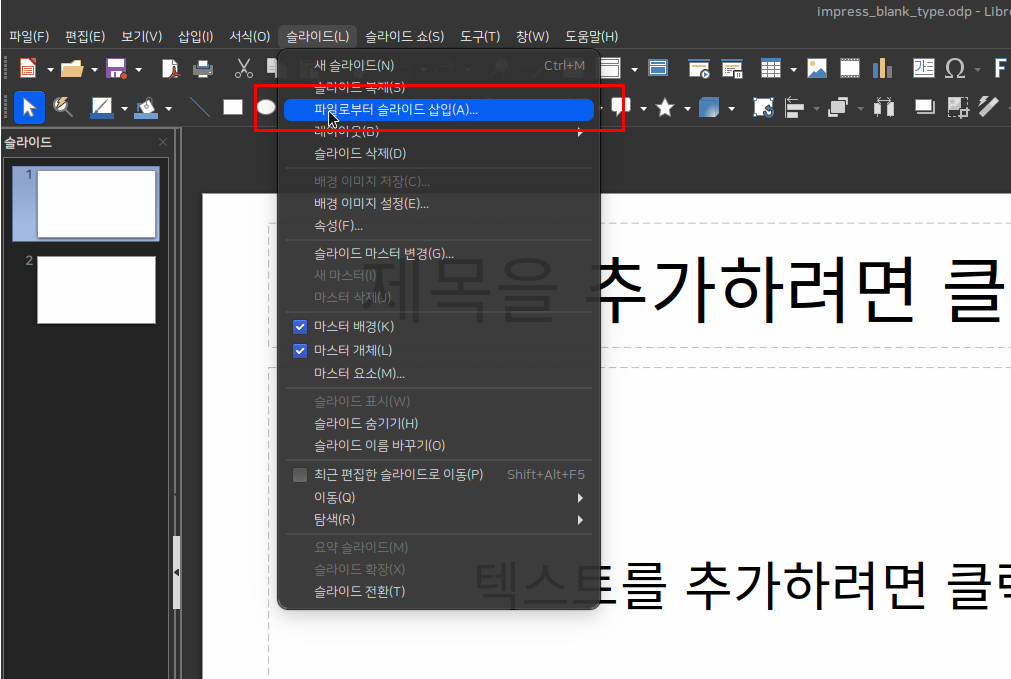 impress_blank_type.odp - Libre
파일(F) 편집(E) 보기(V) 삽입(I) 서식(O) 슬라이드(L) 슬라이드 쇼(S) 도구(T) 창(W) 도움말(H)
슬라이드
1
2
새 슬라이드(N) Ctrl+M
슬라이드 복제(S)
파일로부터 슬라이드 삽입(A)...
레이아웃(B)
슬라이드 삭제(D)
배경 이미지 저장(C)...
배경 이미지 설정(E)...
속성(F)...
슬라이드 마스터 변경(G)...
새 마스터(I)
마스터 삭제(J)
마스터 배경(K)
마스터 개체(L)
마스터 요소(M)...
슬라이드 표시(W)
슬라이드 숨기기(H)
슬라이드 이름 바꾸기(O)
최근 편집한 슬라이드로 이동(P) Shift+Alt+F5
이동(Q)
탐색(R)
요약 슬라이드(M)
슬라이드 확장(X)
슬라이드 전환(T)
제목을 추가하려면 클
텍스트를 추가하려면 클릭